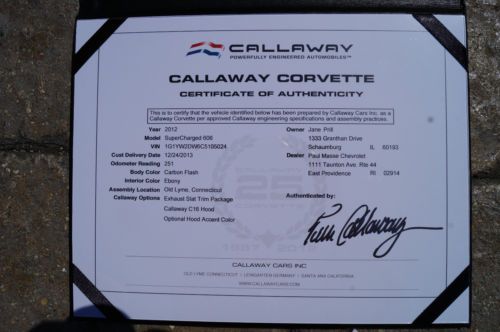 CALLAWAY
POWERFULLY ENGINEERED AUTOMOBILES™
CALLAWAY CORVETTE
CERTIFICATE OF AUTHENTICITY
This is to certify that the vehicle identified below has been prepared by Callaway Cars Inc. as a
Callaway Corvette per approved Callaway engineering specifications and assembly practices
Year 2012
Model SuperCharged 606
VIN 1G1YW2DW6C5105024
Cust Delivery Date 12/24/2013
Odometer Reading 251
Body Color Carbon Flash
Interior Color Ebony
Assembly Location Old Lyme, Connecticut
Callaway Options Exhaust Stat Trim Package
Callaway C16 Hood
Optional Hood Accent Color
Owner Jane Prill
1333 Granthan Drive
Schaumburg IL 60193
Dealer Paul Masse Chevrolet
1111 Taunton Ave. Rte 44
East Providence RI 02914
Authenticated by:
25
CORVETTE
CALLAWAY CARS INC
OLD LYME CONNECTICUT | LEINGARTEN GERMANY | SANTA ANA CALIFORNIA
WWW.CALLAWAYCARS.COM